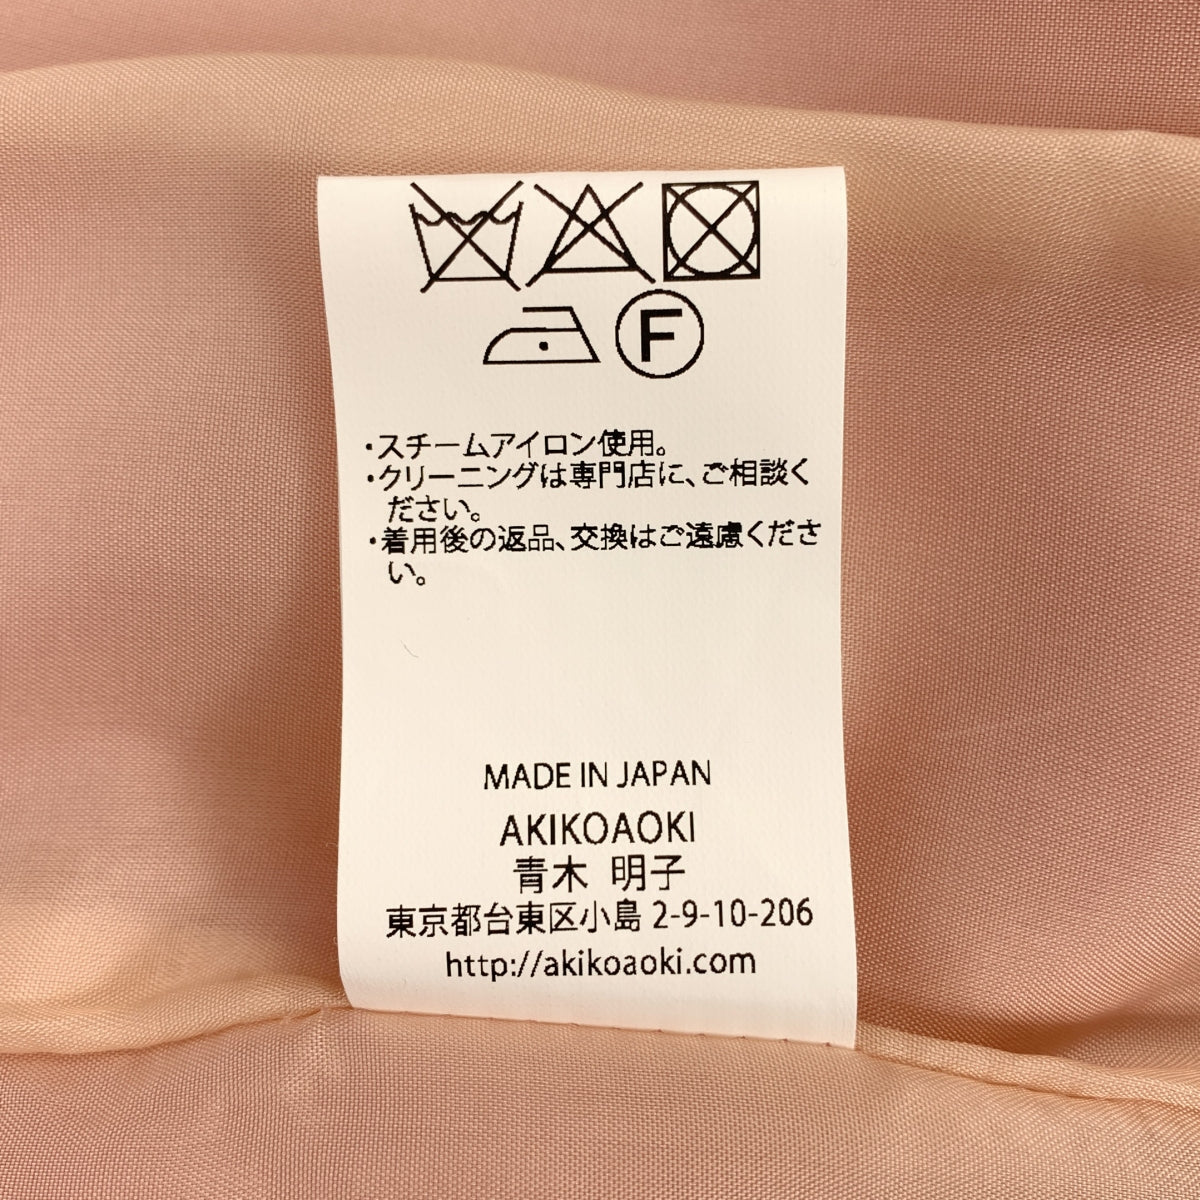 F
・スチームアイロン使用。
・クリーニングは専門店に、ご相談く
ださい。
・着用後の返品、交換はご遠慮くださ
い。
MADE IN JAPAN
AKIKOAOKI
青木 明子
東京都台東区小島 2-9-10-206
http://akikoaoki.com